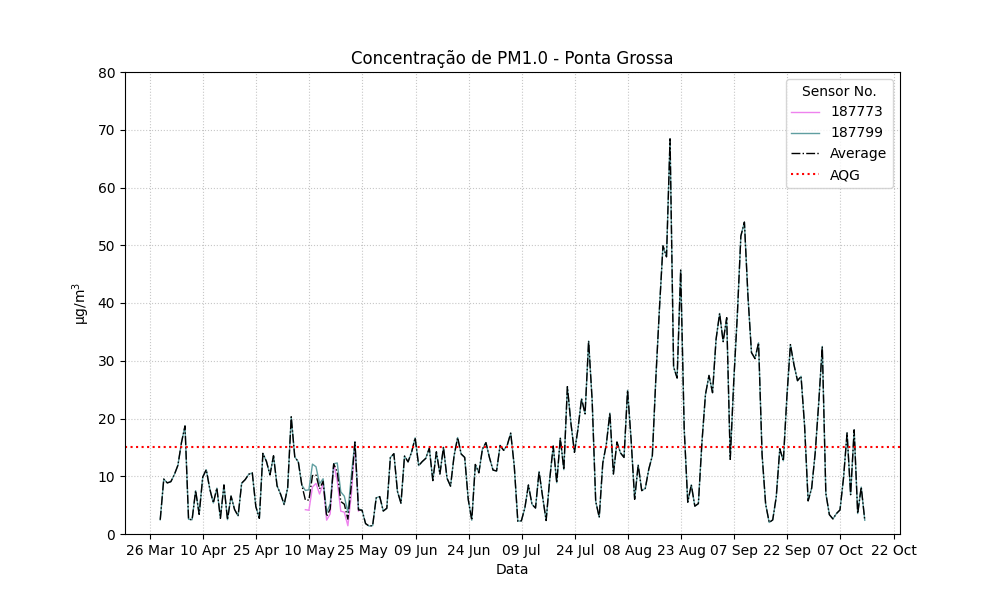 Concentração de PM1.0 - Ponta Grossa
80
70
60
50
40
30
20
10
0
µg/m³
Sensor No.
187773
187799
Average
AQG
26 Mar 10 Apr 25 Apr 10 May 25 May 09 Jun 24 Jun 09 Jul 24 Jul 08 Aug 23 Aug 07 Sep 22 Sep 07 Oct 22 Oct
Data